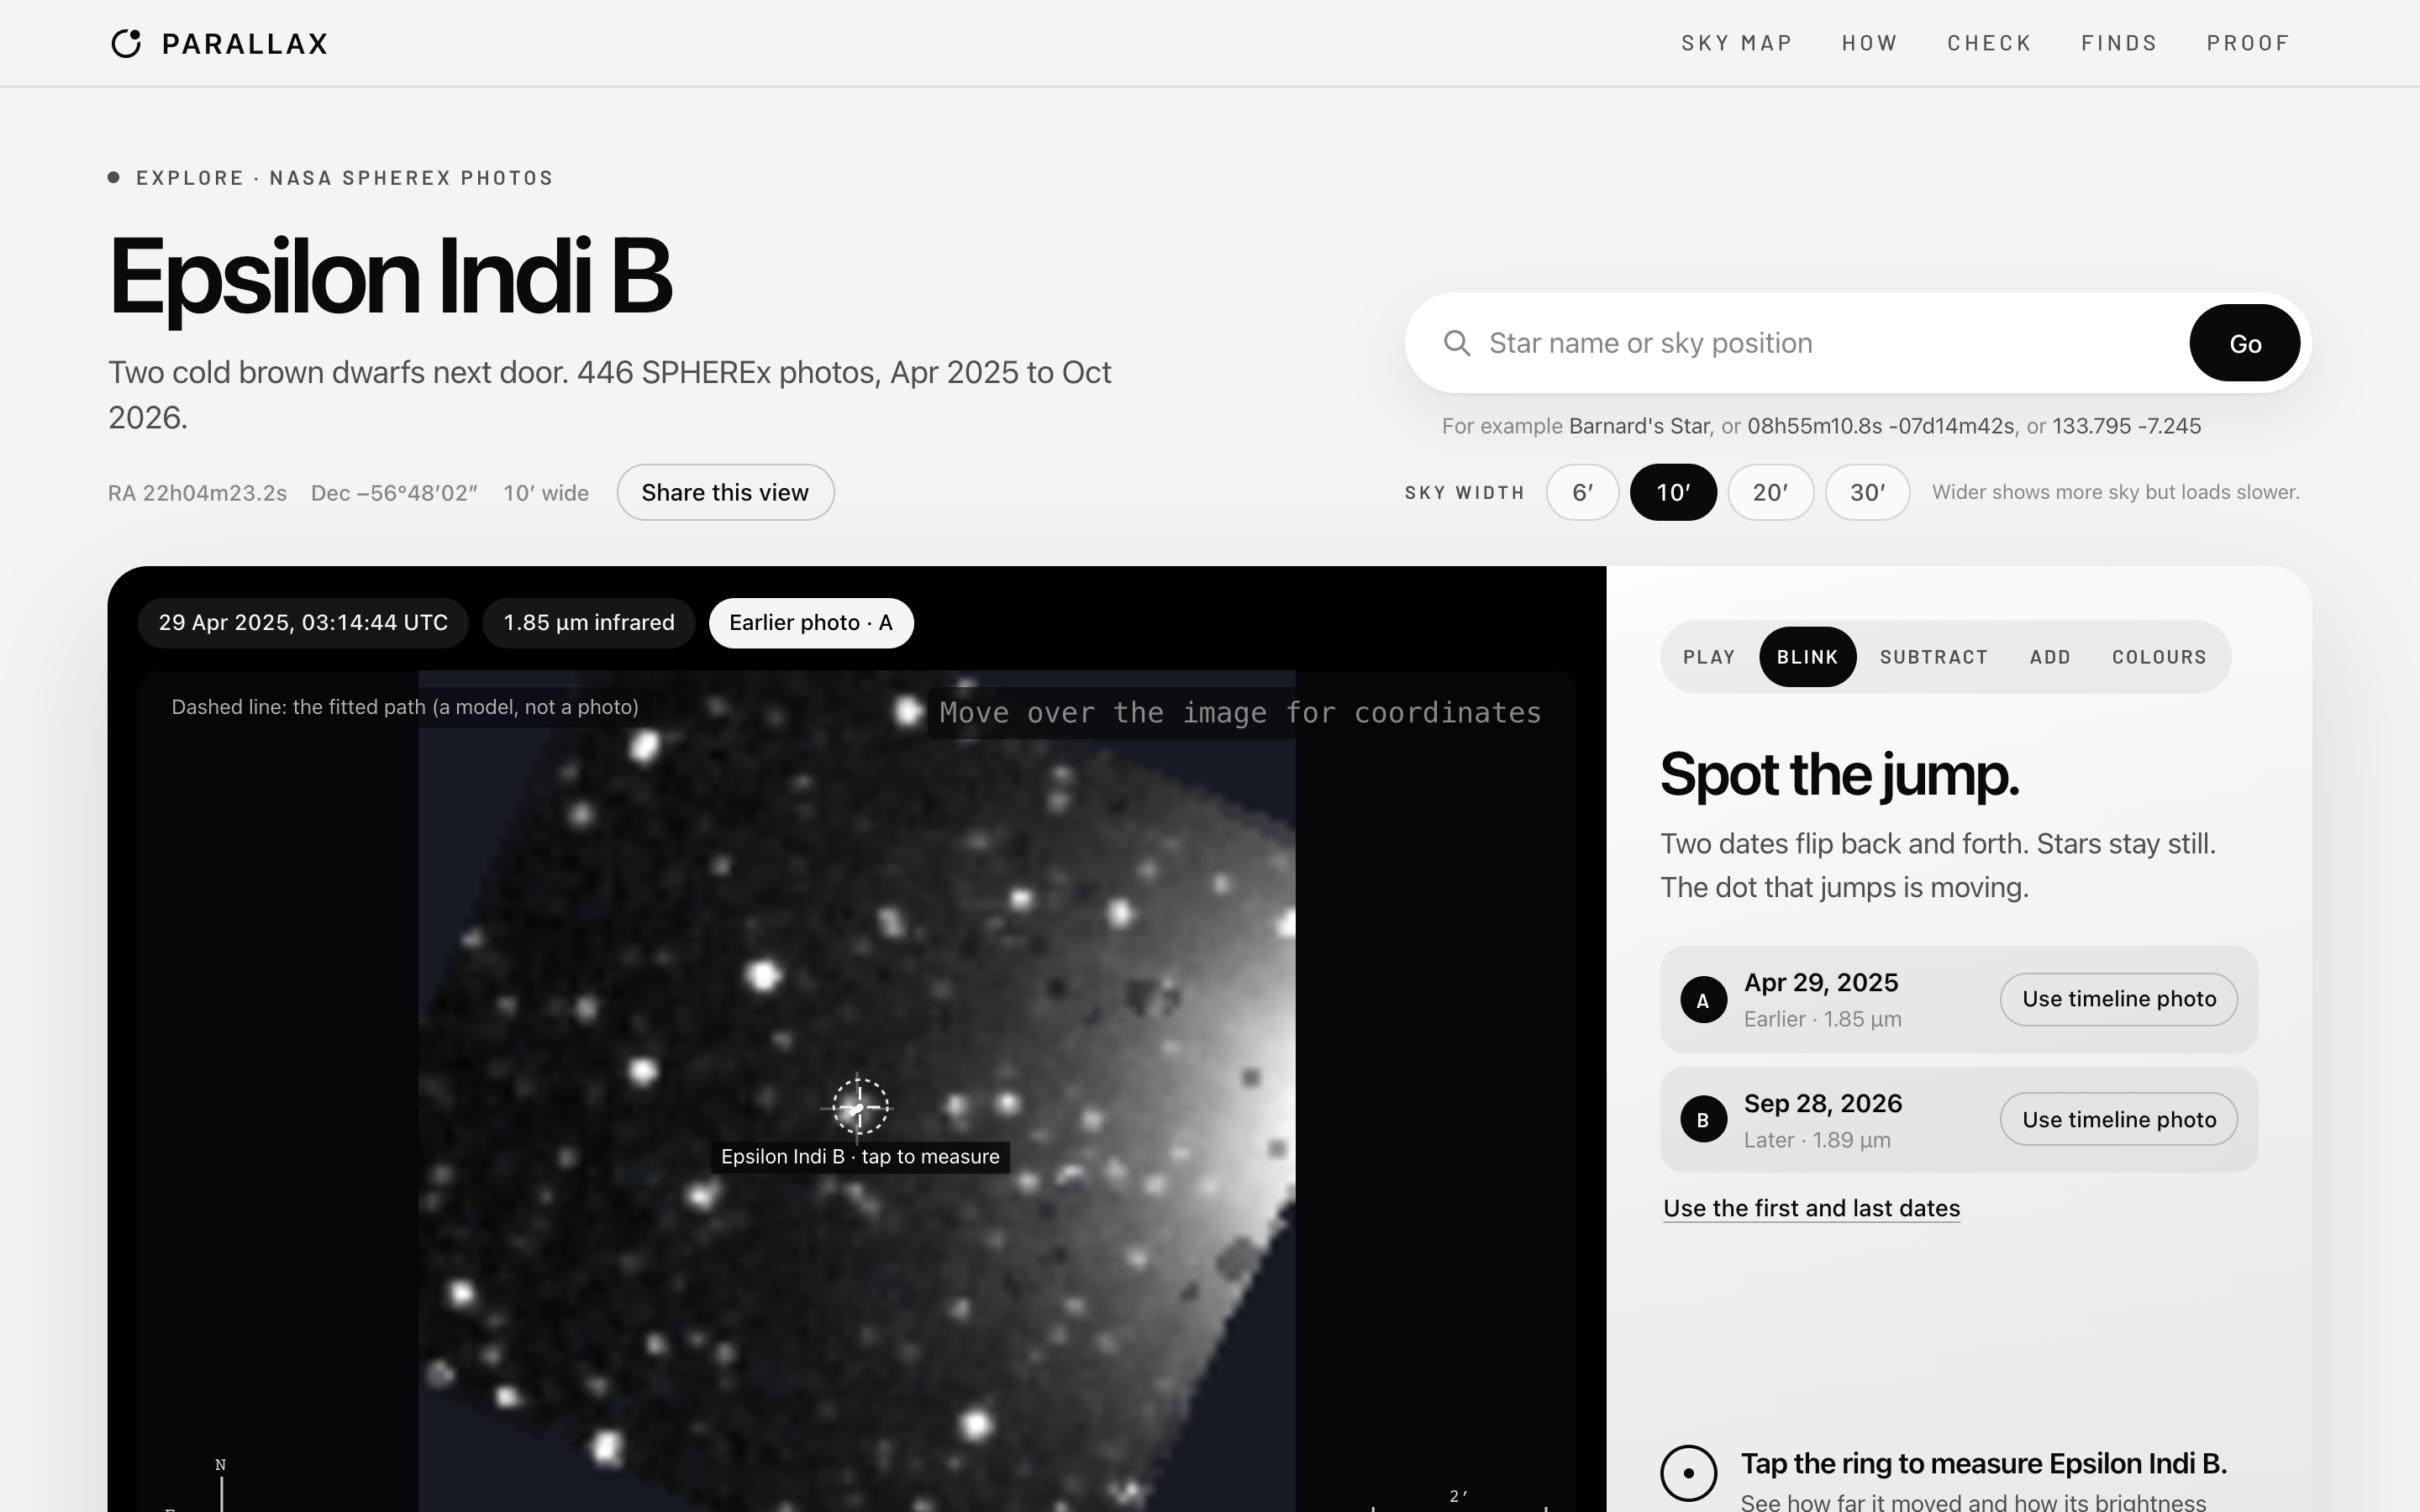 PARALLAX
SKY MAP HOW CHECK FINDS PROOF
EXPLORE · NASA SPHEREX PHOTOS
Epsilon Indi B
Two cold brown dwarfs next door. 446 SPHEREx photos, Apr 2025 to Oct
2026.
RA 22h04m23.2s Dec −56°48′02″ 10′ wide Share this view
Star name or sky position Go
For example Barnard's Star, or 08h55m10.8s -07d14m42s, or 133.795 -7.245
SKY WIDTH 6′ 10′ 20′ 30′ Wider shows more sky but loads slower.
29 Apr 2025, 03:14:44 UTC 1.85 µm infrared Earlier photo · A
Dashed line: the fitted path (a model, not a photo)
Move over the image for coordinates
Epsilon Indi B · tap to measure
N
2′
PLAY BLINK SUBTRACT ADD COLOURS
Spot the jump.
Two dates flip back and forth. Stars stay still.
The dot that jumps is moving.
A Apr 29, 2025 Use timeline photo
Earlier · 1.85 µm
B Sep 28, 2026 Use timeline photo
Later · 1.89 µm
Use the first and last dates
Tap the ring to measure Epsilon Indi B.
See how far it moved and how its brightness